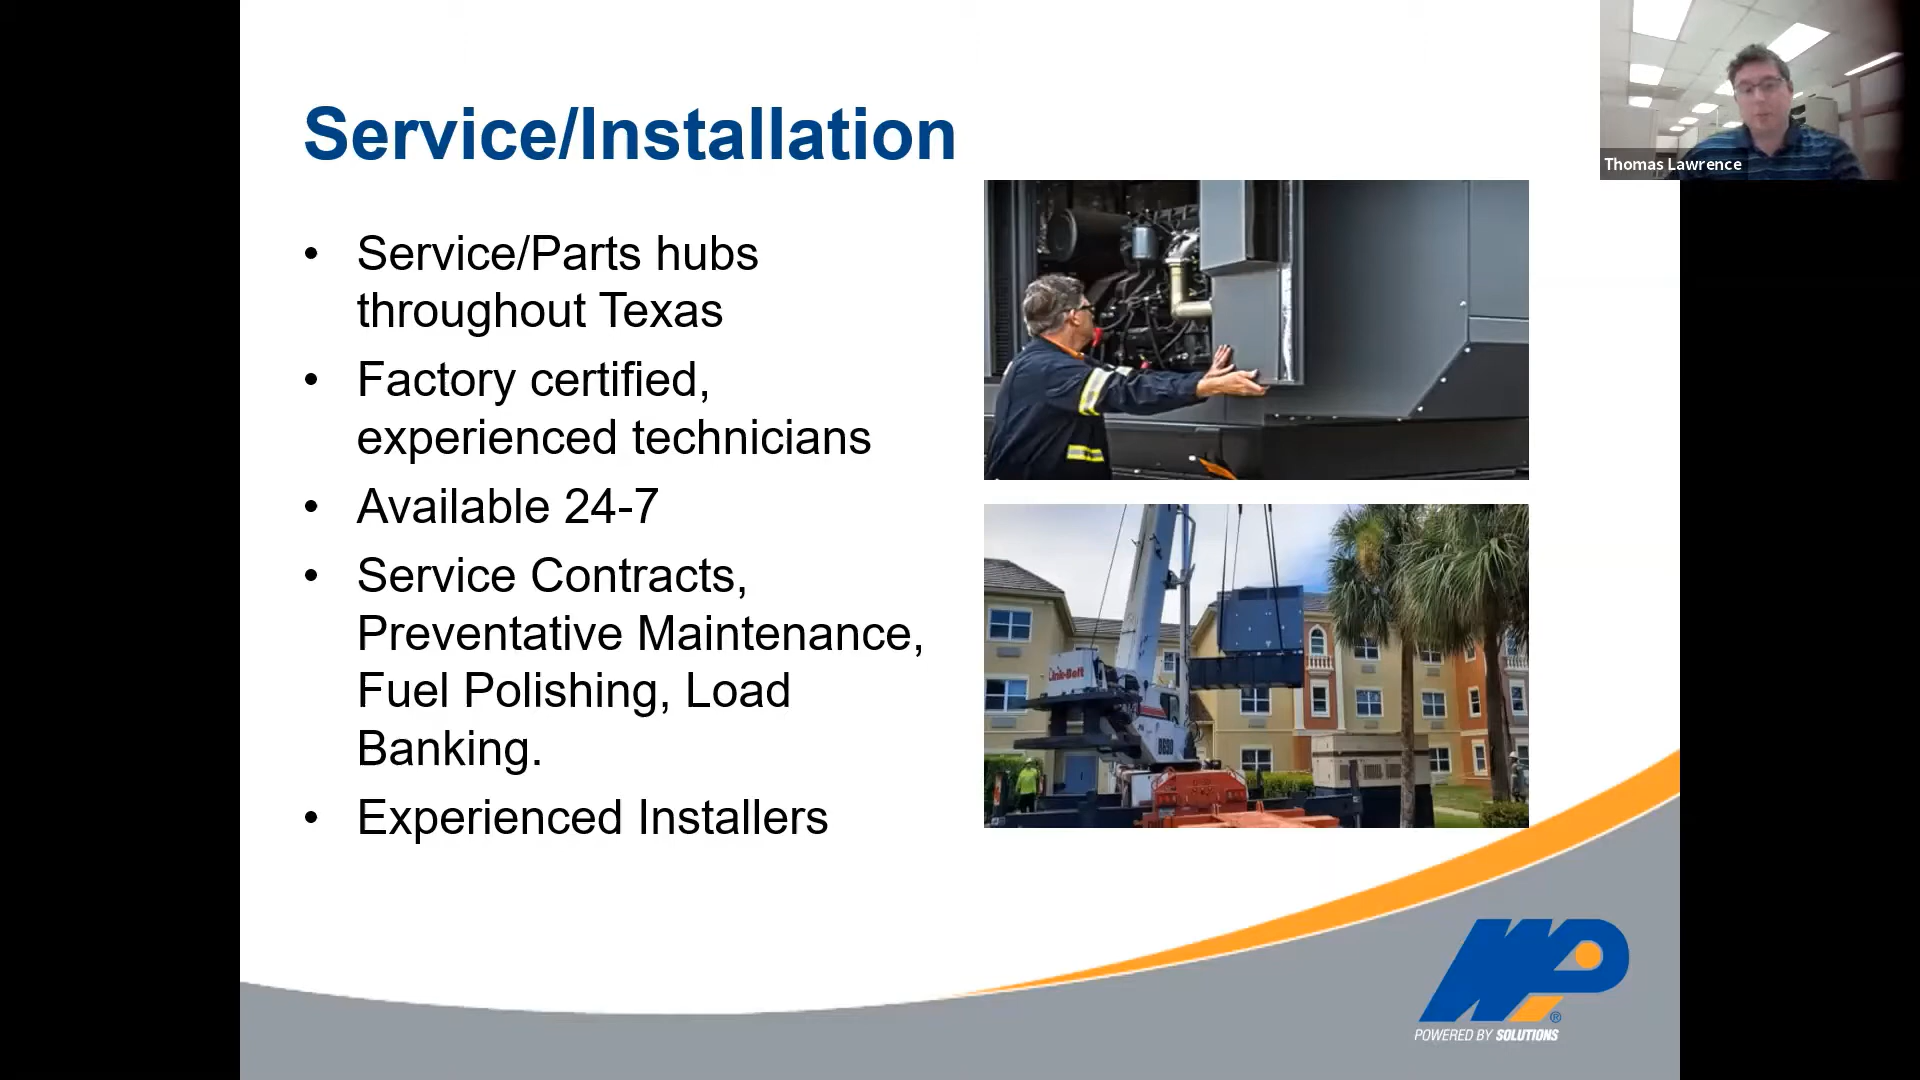 Service/Installation
Thomas Lawrence
• Service/Parts hubs
throughout Texas
• Factory certified,
experienced technicians
• Available 24-7
• Service Contracts,
Preventative Maintenance,
Fuel Polishing, Load
Banking.
• Experienced Installers
Link-Belt
WP
®
POWERED BY SOLUTIONS